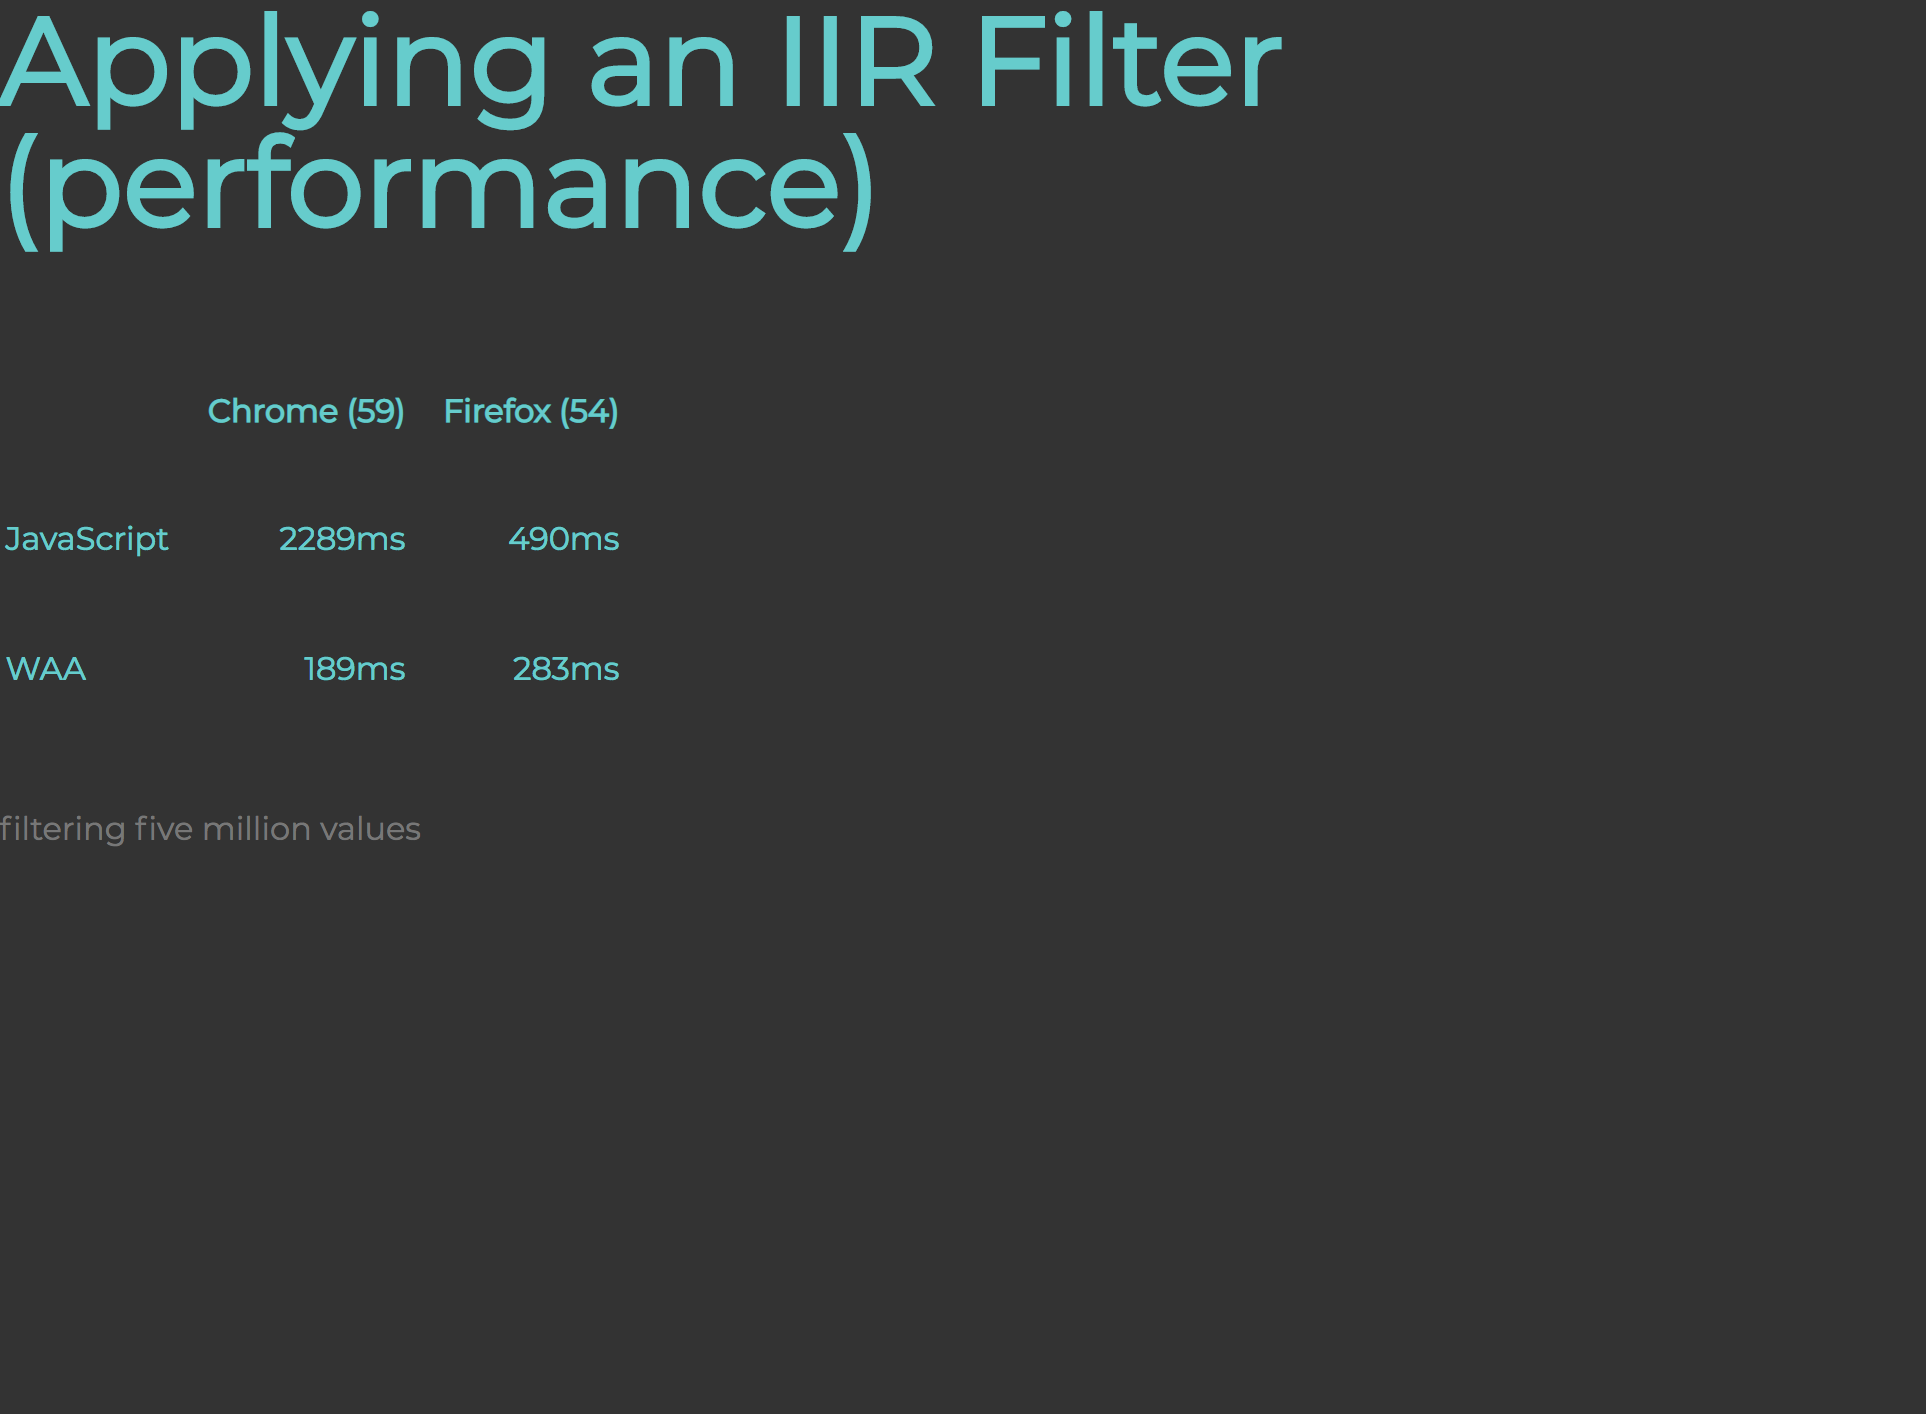 Applying an IIR Filter
(performance)
Chrome (59) Firefox (54)
JavaScript 2289ms 490ms
WAA 189ms 283ms
filtering five million values